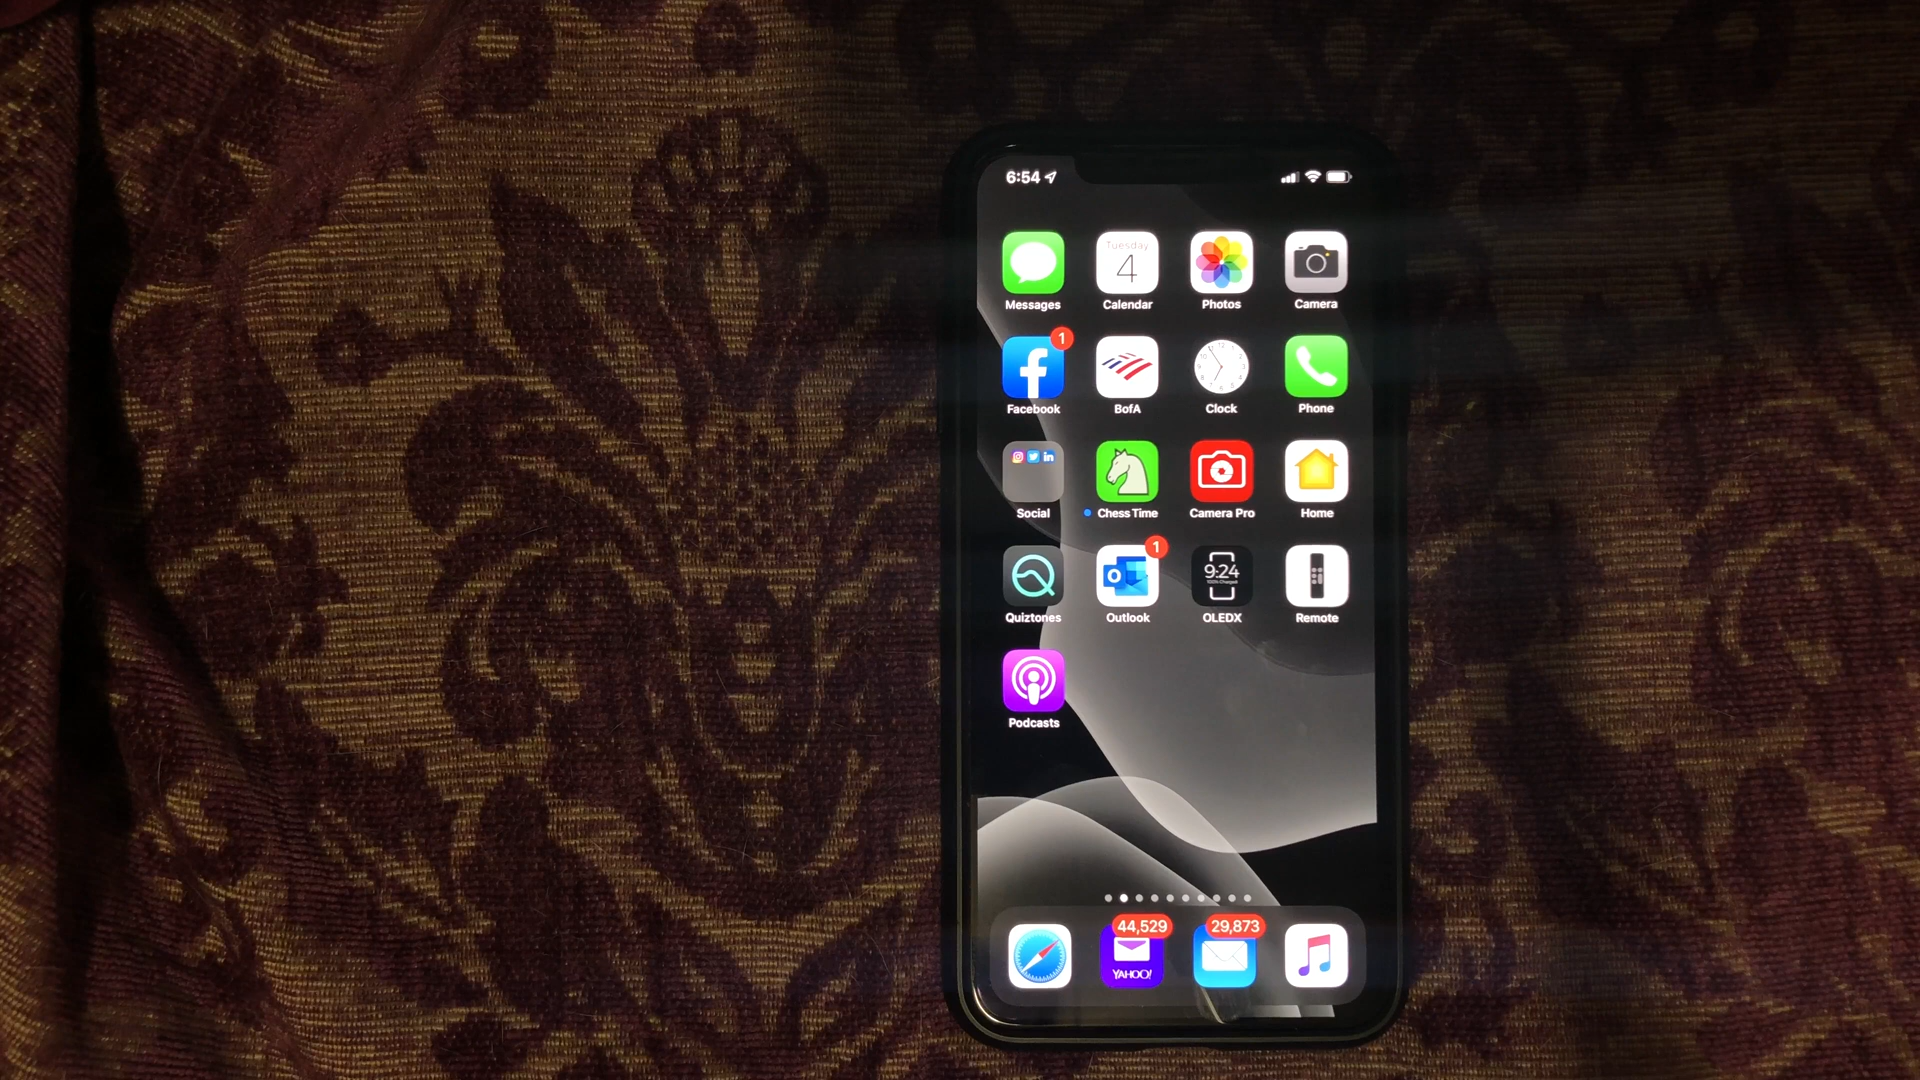 6:54
Tuesday
4
Messages Calendar Photos Camera
1
Facebook BofA Clock Phone
in
Social Chess Time Camera Pro Home
1
9:24
Quiztones Outlook OLEDX Remote
Podcasts
44,529 29,873
YAHOO!